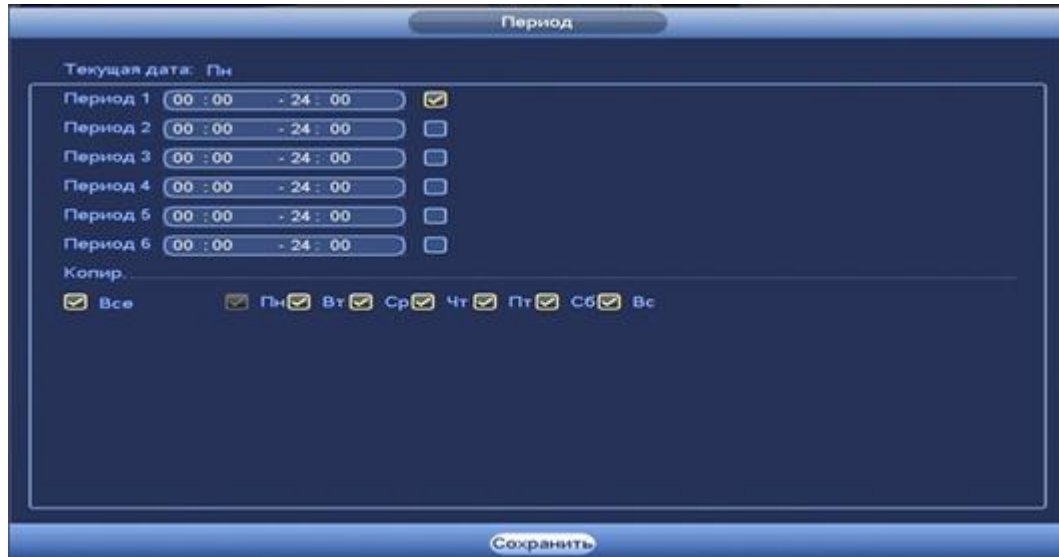 Период
Текущая дата: Пн
Период 1 00 :00 - 24 : 00
Период 2 00 :00 - 24 : 00
Период 3 00 :00 - 24 : 00
Период 4 00 :00 - 24 : 00
Период 5 00 :00 - 24 : 00
Период 6 00 :00 - 24 : 00
Копир.
Все Пн Вт Ср Чт Пт Сб Вс
Сохранить